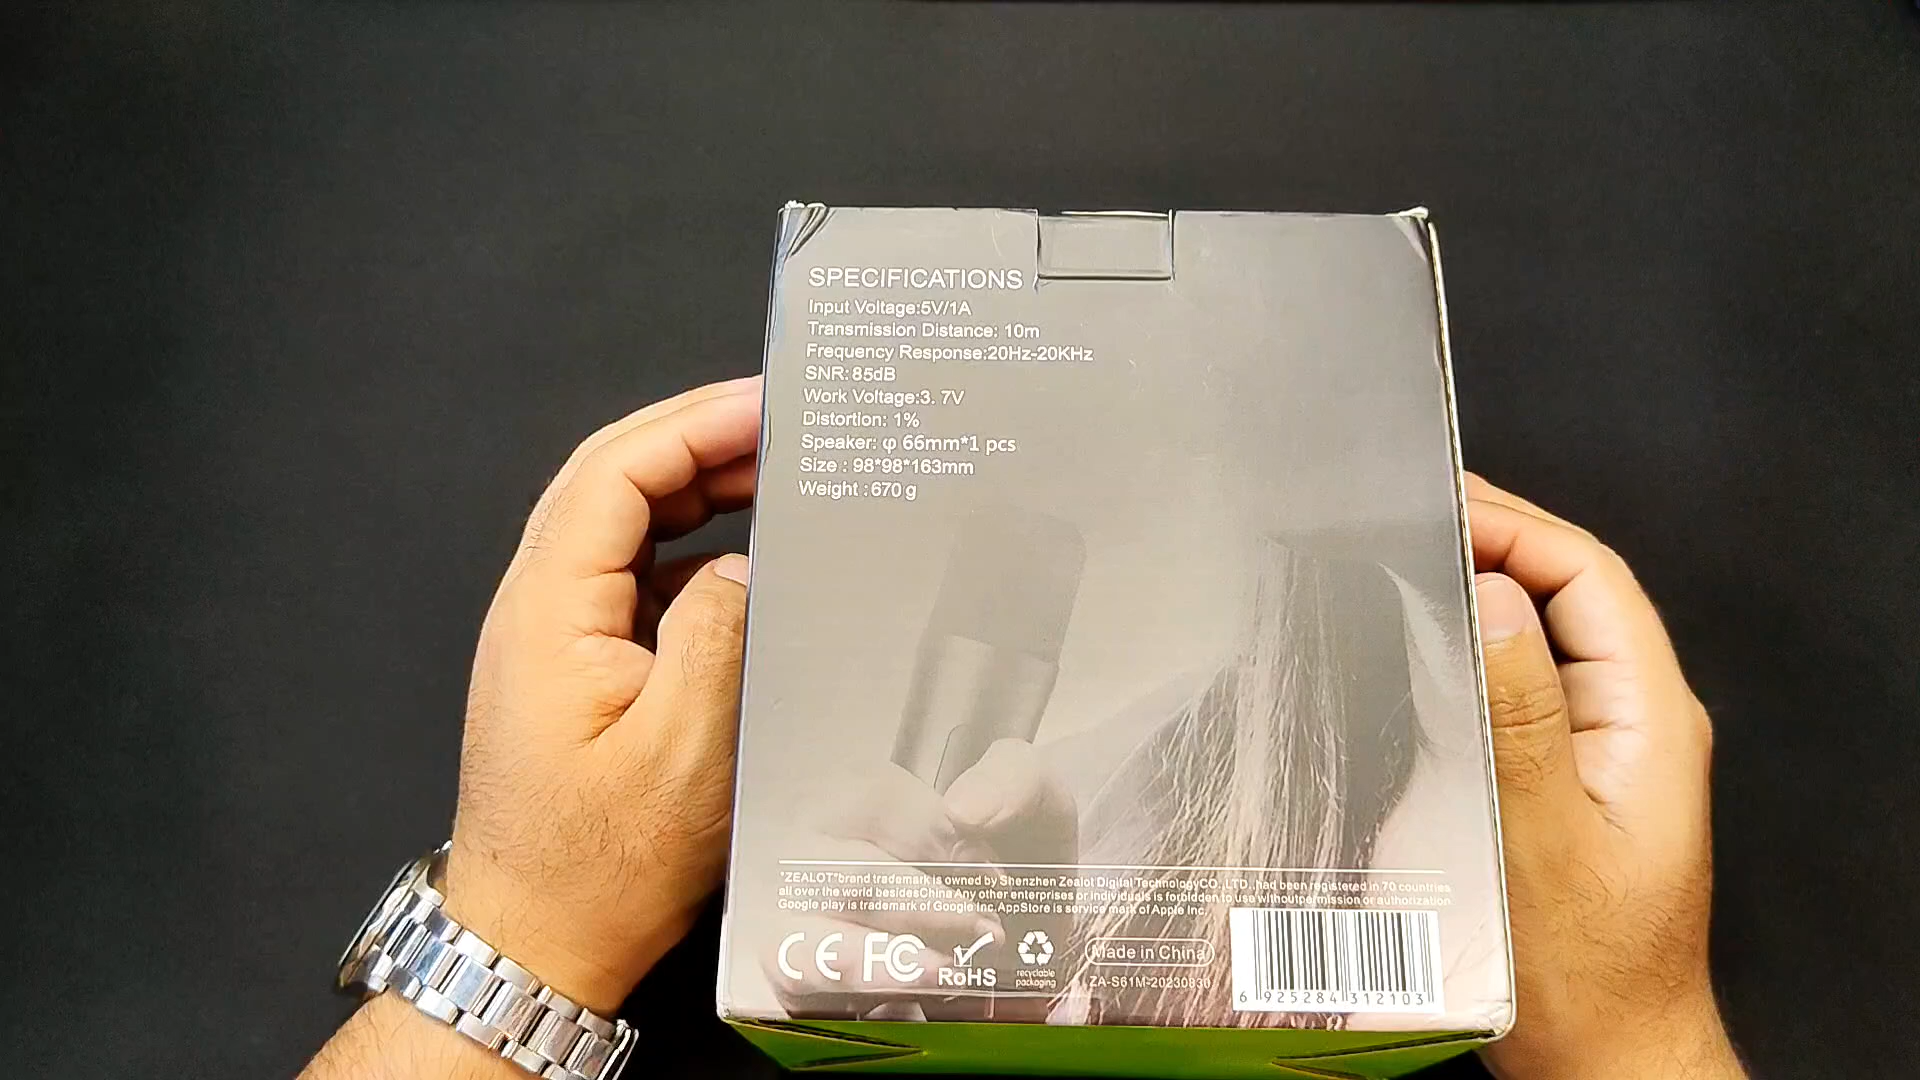 SPECIFICATIONS
Input Voltage:5V/1A
Transmission Distance: 10m
Frequency Response:20Hz-20KHz
SNR: 85dB
Work Voltage:3. 7V
Distortion: 1%
Speaker: φ 66mm*1 pcs
Size : 98*98*163mm
Weight : 670 g
"ZEALOT"brand trademark is owned by Shenzhen Zealot Digital TechnologyCO.,LTD.,had been registered in 70 countries
all over the world besidesChina Any other enterprises or individuals is forbidden to use withoutpermission or authorization
Google play is trademark of Google Inc.AppStore is service mark of Apple Inc.
CE FC RoHS
recyclable
packaging
Made in China
ZA-S61M-20230830
6 925284 312103